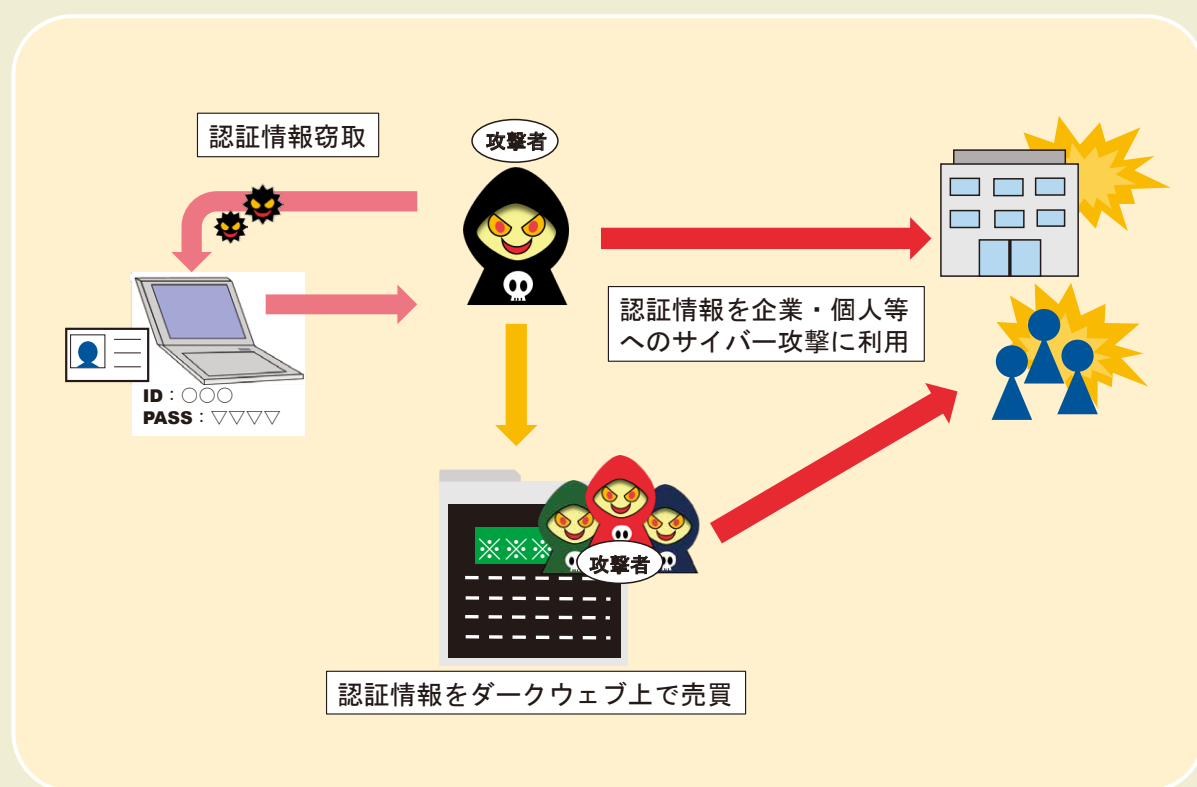 認証情報窃取
攻撃者
認証情報を企業・個人等
へのサイバー攻撃に利用
ID：○○○
PASS：▽▽▽▽
※※※
攻撃者
認証情報をダークウェブ上で売買